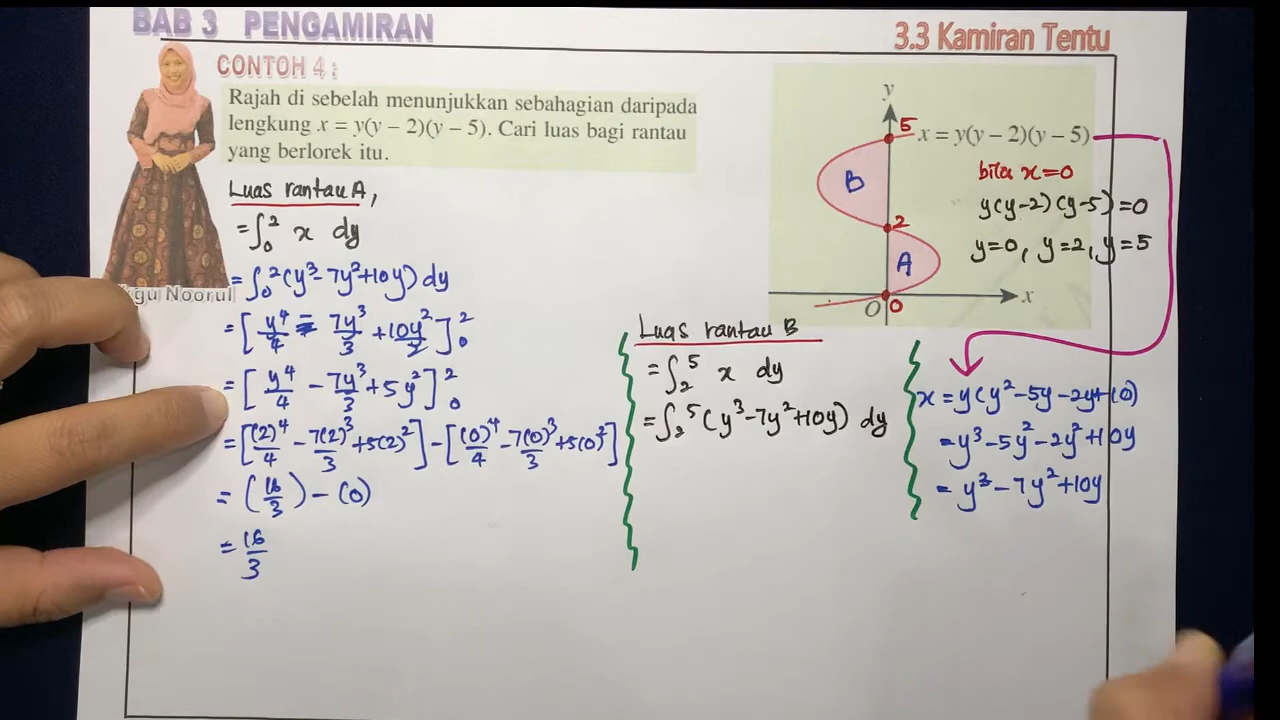 BAB 3 PENGAMIRAN
3.3 Kamiran Tentu
CONTOH 4 :
Rajah di sebelah menunjukkan sebahagian daripada
lengkung x = y(y − 2)(y − 5). Cari luas bagi rantau
yang berlorek itu.
gu Noorul
Luas rantau A,
= ∫₀² x dy
= ∫₀² (y³ − 7y² + 10y) dy
= [y⁴/4 − 7y³/3 + 10y²/2]₀²
= [y⁴/4 − 7y³/3 + 5y²]₀²
= [(2)⁴/4 − 7(2)³/3 + 5(2)²] − [(0)⁴/4 − 7(0)³/3 + 5(0)²]
= (16/3) − (0)
= 16/3
Luas rantau B
= ∫₂⁵ x dy
= ∫₂⁵ (y³ − 7y² + 10y) dy
y
5
x = y(y − 2)(y − 5)
B
2
A
O
0
x
bila x = 0
y(y − 2)(y − 5) = 0
y = 0, y = 2, y = 5
x = y(y² − 5y − 2y + 10)
= y³ − 5y² − 2y² + 10y
= y³ − 7y² + 10y